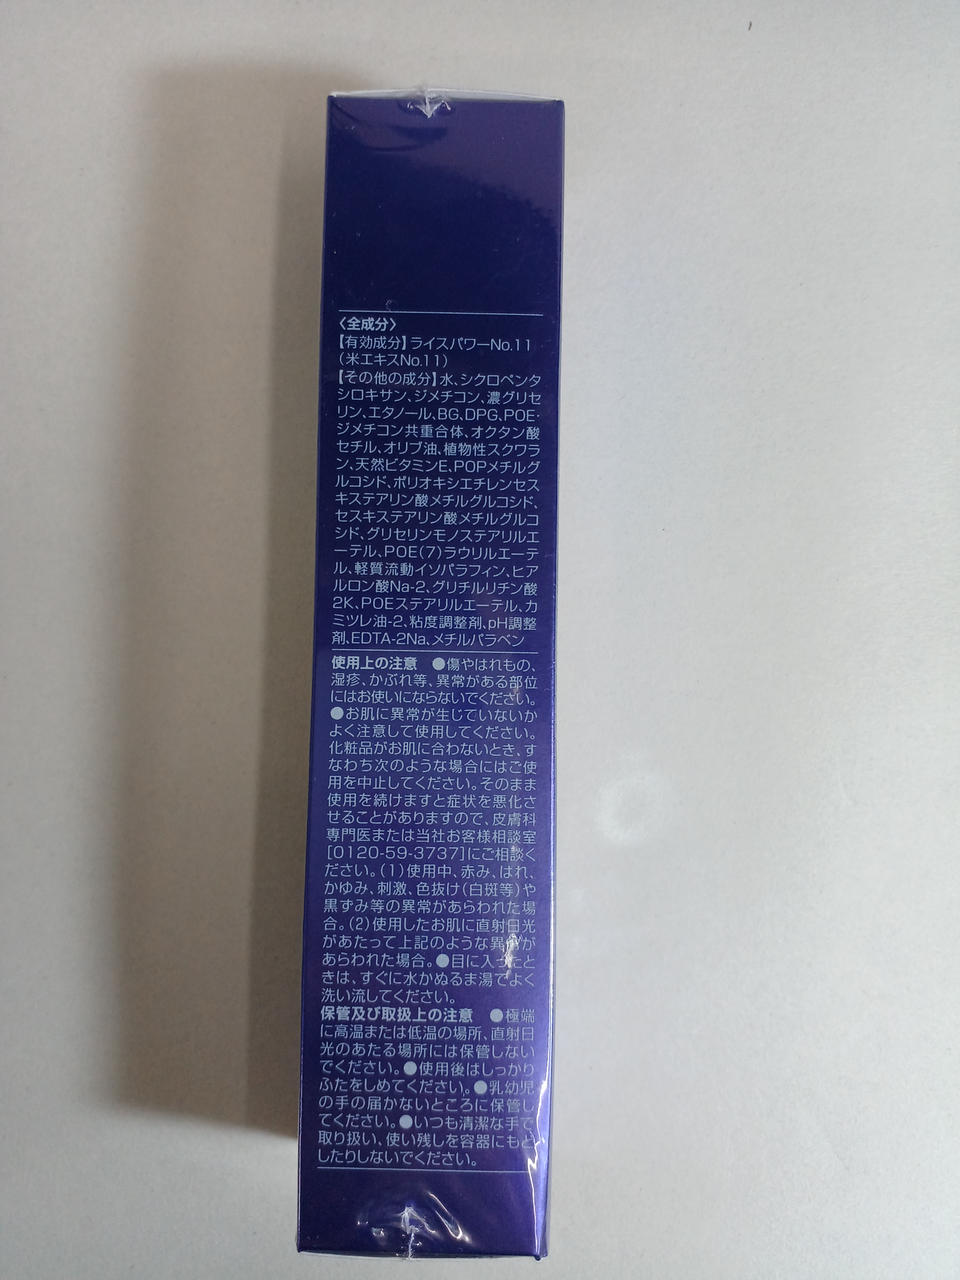 〈全成分〉
【有効成分】ライスパワーNo.11
（米エキスNo.11）
【その他の成分】水、シクロペンタ
シロキサン、ジメチコン、濃グリセ
リン、エタノール、BG、DPG、POE・
ジメチコン共重合体、オクタン酸
セチル、オリブ油、植物性スクワラ
ン、天然ビタミンE、POPメチルグ
ルコシド、ポリオキシエチレンセス
キステアリン酸メチルグルコシド、
セスキステアリン酸メチルグルコ
シド、グリセリンモノステアリルエ
ーテル、POE(7)ラウリルエーテ
ル、軽質流動イソパラフィン、ヒア
ルロン酸Na-2、グリチルリチン酸
2K、POEステアリルエーテル、カ
ミツレ油-2、粘度調整剤、pH調整
剤、EDTA-2Na、メチルパラベン
使用上の注意　●傷やはれもの、
湿疹、かぶれ等、異常がある部位
にはお使いにならないでください。
●お肌に異常が生じていないか
よく注意して使用してください。
化粧品がお肌に合わないとき、す
なわち次のような場合にはご使
用を中止してください。そのまま
使用を続けますと症状を悪化さ
せることがありますので、皮膚科
専門医または当社お客様相談室
[0120-59-3737]にご相談く
ださい。(1)使用中、赤み、はれ、
かゆみ、刺激、色抜け(白斑等)や
黒ずみ等の異常があらわれた場
合。(2)使用したお肌に直射日光
があたって上記のような異常が
あらわれた場合。●目に入ったと
きは、すぐに水かぬるま湯でよく
洗い流してください。
保管及び取扱上の注意　●極端
に高温または低温の場所、直射日
光のあたる場所には保管しない
でください。●使用後はしっかり
ふたをしめてください。●乳幼児
の手の届かないところに保管し
てください。●いつも清潔な手で
取り扱い、使い残しを容器にもど
したりしないでください。